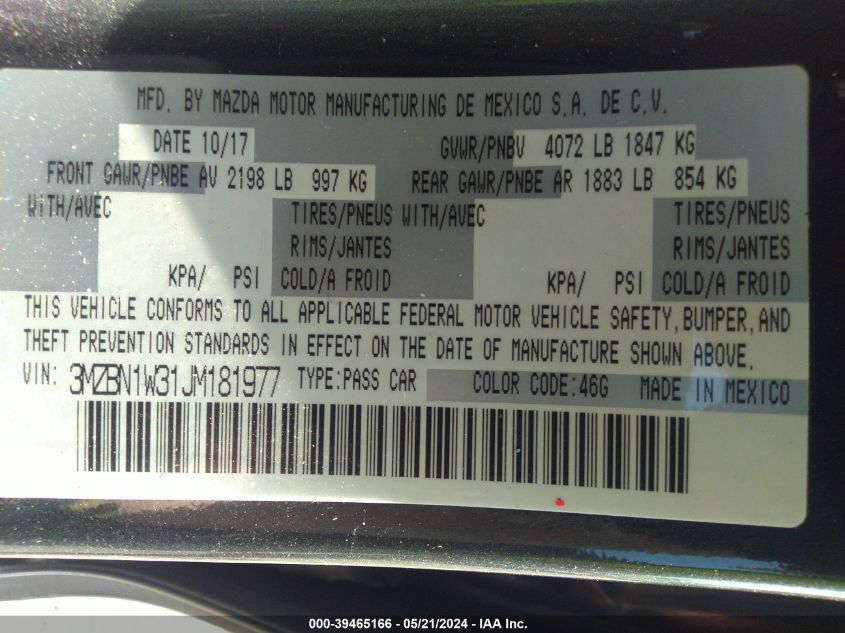 MFD. BY MAZDA MOTOR MANUFACTURING DE MEXICO S.A. DE C.V.
DATE 10/17 GVWR/PNBV 4072 LB 1847 KG
FRONT GAWR/PNBE AV 2198 LB 997 KG REAR GAWR/PNBE AR 1883 LB 854 KG
WITH/AVEC TIRES/PNEUS WITH/AVEC TIRES/PNEUS
RIMS/JANTES RIMS/JANTES
KPA/ PSI COLD/A FROID KPA/ PSI COLD/A FROID
THIS VEHICLE CONFORMS TO ALL APPLICABLE FEDERAL MOTOR VEHICLE SAFETY, BUMPER, AND
THEFT PREVENTION STANDARDS IN EFFECT ON THE DATE OF MANUFACTURE SHOWN ABOVE.
VIN: 3MZBN1W31JM181977 TYPE:PASS CAR COLOR CODE:46G MADE IN MEXICO
000-39465166 - 05/21/2024 - IAA Inc.